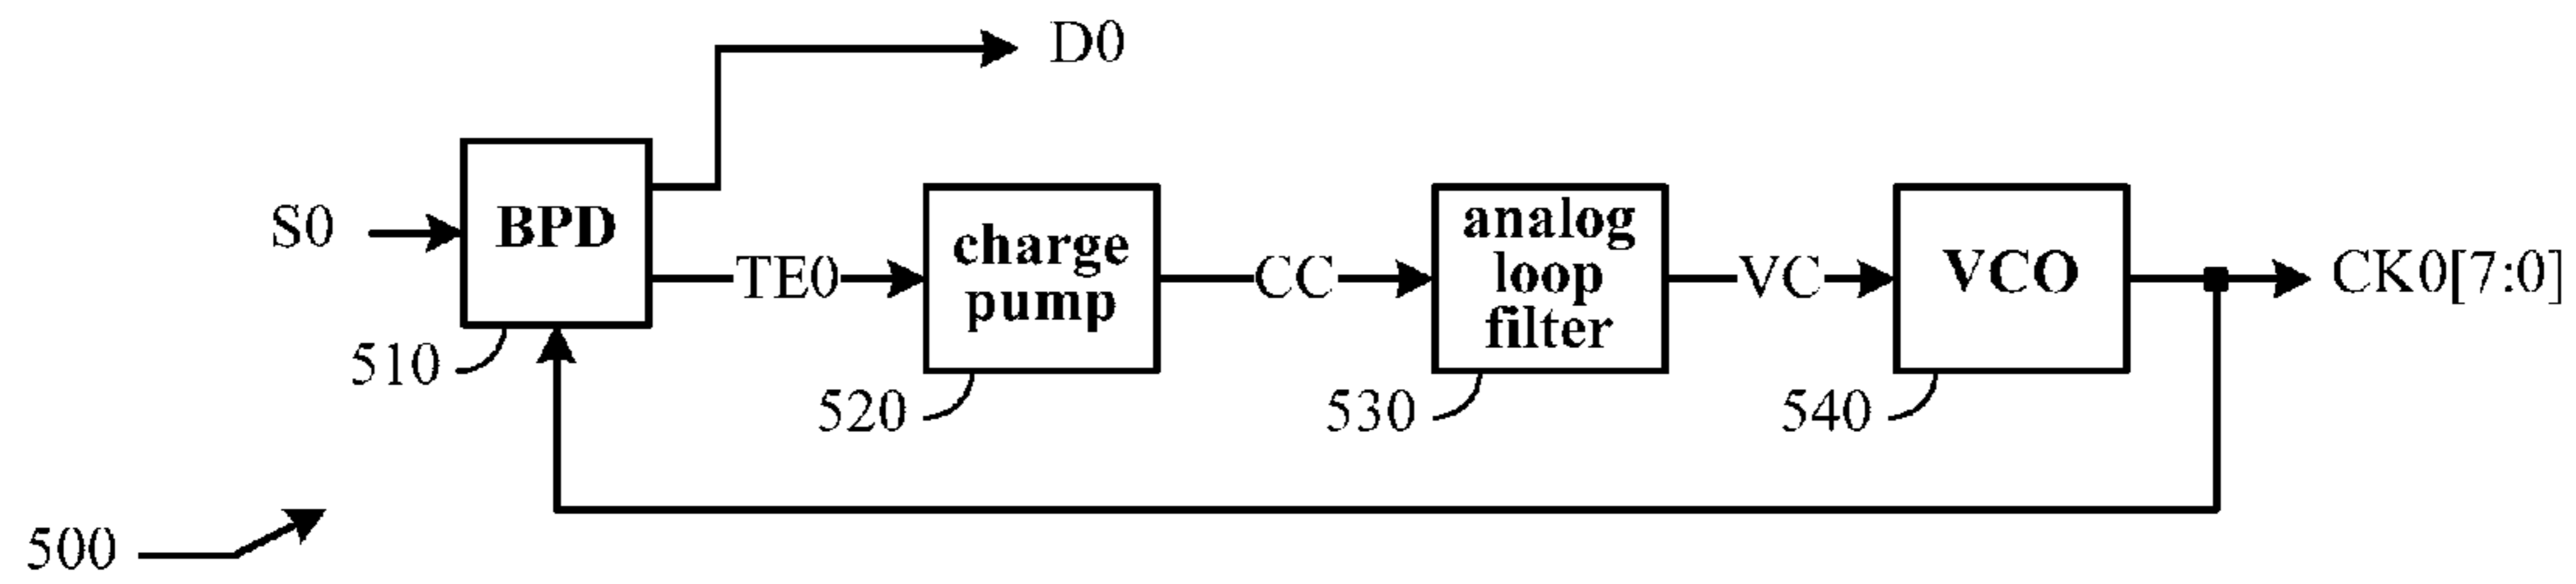 D0
S0
BPD
TE0
charge
pump
CC
analog
loop
filter
VC
VCO
CK0[7:0]
510
520
530
540
500